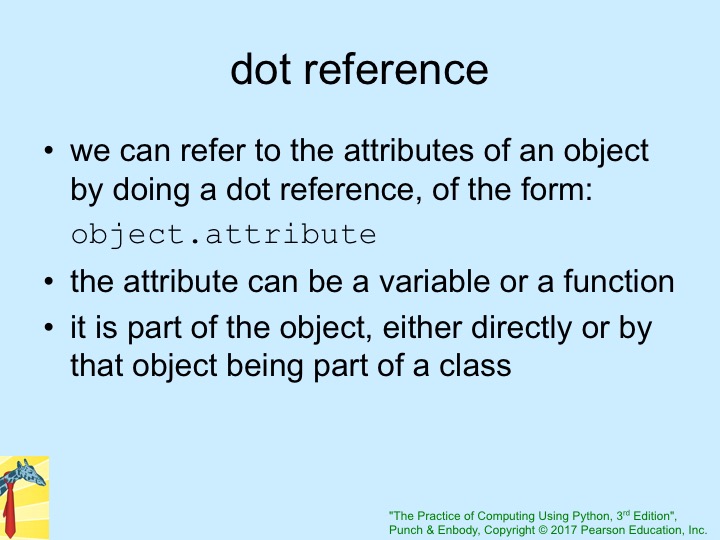 dot reference
• we can refer to the attributes of an object
by doing a dot reference, of the form:
object.attribute
• the attribute can be a variable or a function
• it is part of the object, either directly or by
that object being part of a class
"The Practice of Computing Using Python, 3rd Edition",
Punch & Enbody, Copyright © 2017 Pearson Education, Inc.